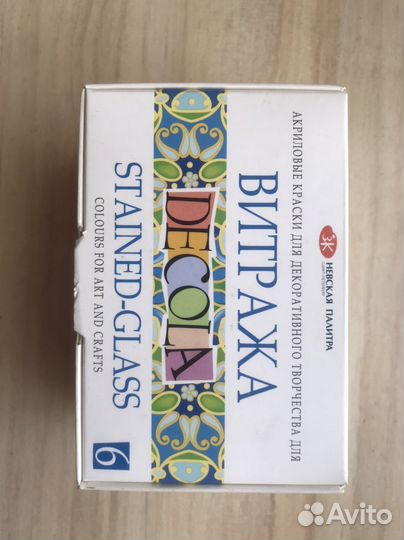 НЕВСКАЯ ПАЛИТРА
АКРИЛОВЫЕ КРАСКИ ДЛЯ ДЕКОРАТИВНОГО ТВОРЧЕСТВА ДЛЯ
ВИТРАЖА
DECOLA
STAINED-GLASS
COLOURS FOR ART AND CRAFTS
6
Avito